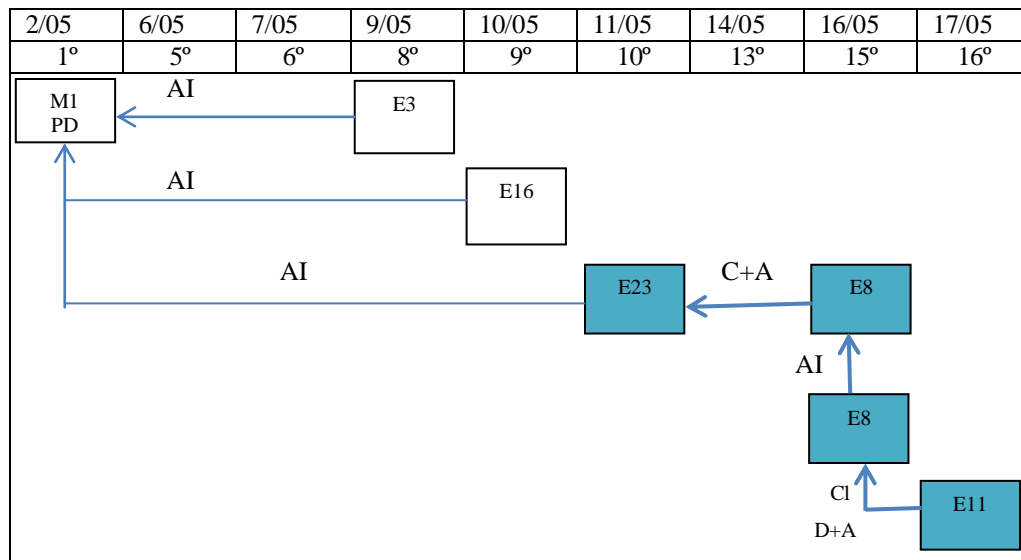 2/05 6/05 7/05 9/05 10/05 11/05 14/05 16/05 17/05
1º 5º 6º 8º 9º 10º 13º 15º 16º
M1 AI E3
PD
AI E16
AI E23 C+A E8
AI
E8
Cl E11
D+A